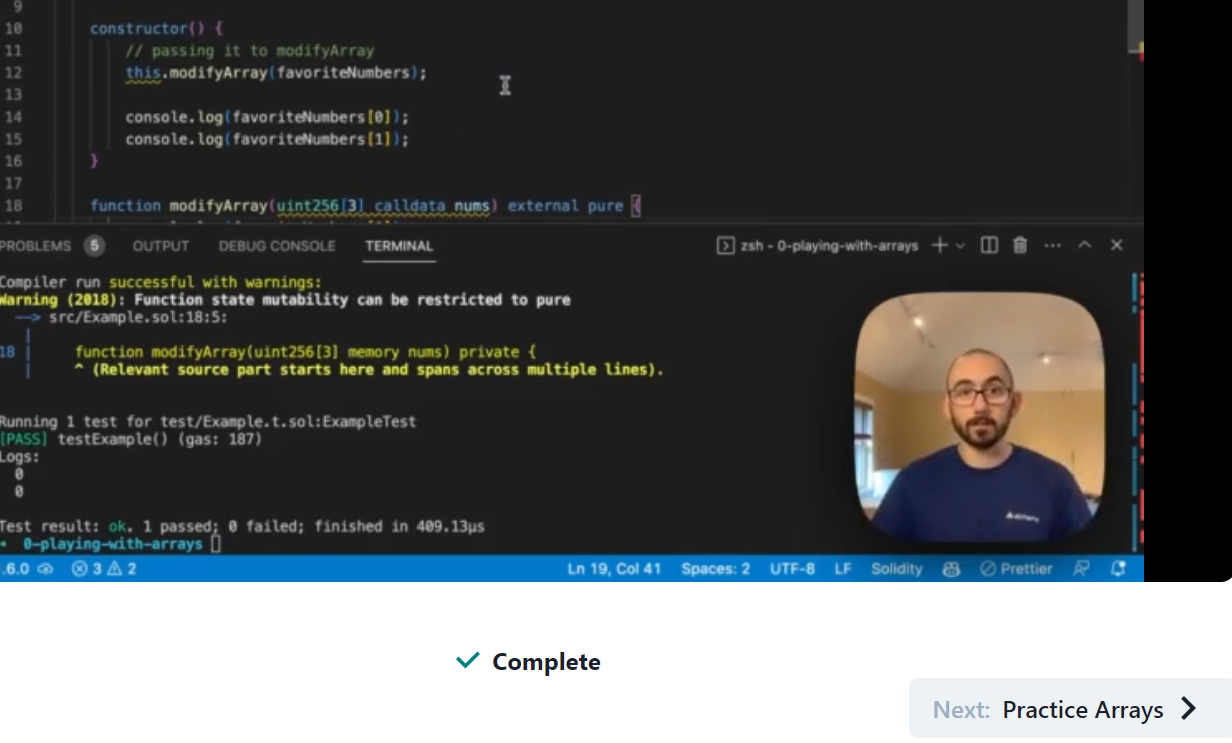 9
10 constructor() {
11 // passing it to modifyArray
12 this.modifyArray(favoriteNumbers);
13
14 console.log(favoriteNumbers[0]);
15 console.log(favoriteNumbers[1]);
16 }
17
18 function modifyArray(uint256[3] calldata nums) external pure {
PROBLEMS 5 OUTPUT DEBUG CONSOLE TERMINAL zsh - 0-playing-with-arrays
Compiler run successful with warnings:
Warning (2018): Function state mutability can be restricted to pure
--> src/Example.sol:18:5:
|
18 | function modifyArray(uint256[3] memory nums) private {
| ^ (Relevant source part starts here and spans across multiple lines).
Running 1 test for test/Example.t.sol:ExampleTest
[PASS] testExample() (gas: 187)
Logs:
0
0
Test result: ok. 1 passed; 0 failed; finished in 409.13µs
0-playing-with-arrays
.6.0 3 2 Ln 19, Col 41 Spaces: 2 UTF-8 LF Solidity Prettier
Complete
Next: Practice Arrays